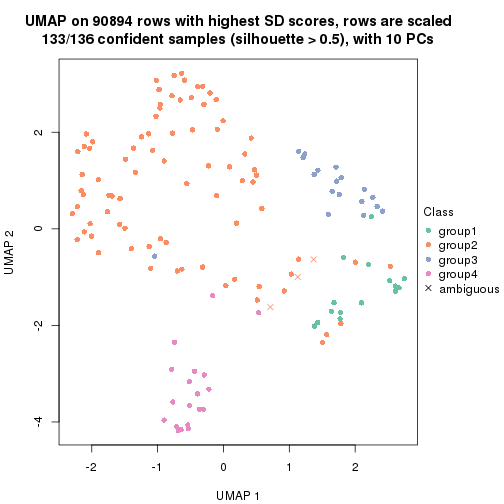 UMAP on 90894 rows with highest SD scores, rows are scaled
133/136 confident samples (silhouette > 0.5), with 10 PCs
2
0
-2
-4
UMAP 2
-2
-1
0
1
2
UMAP 1
Class
group1
group2
group3
group4
ambiguous